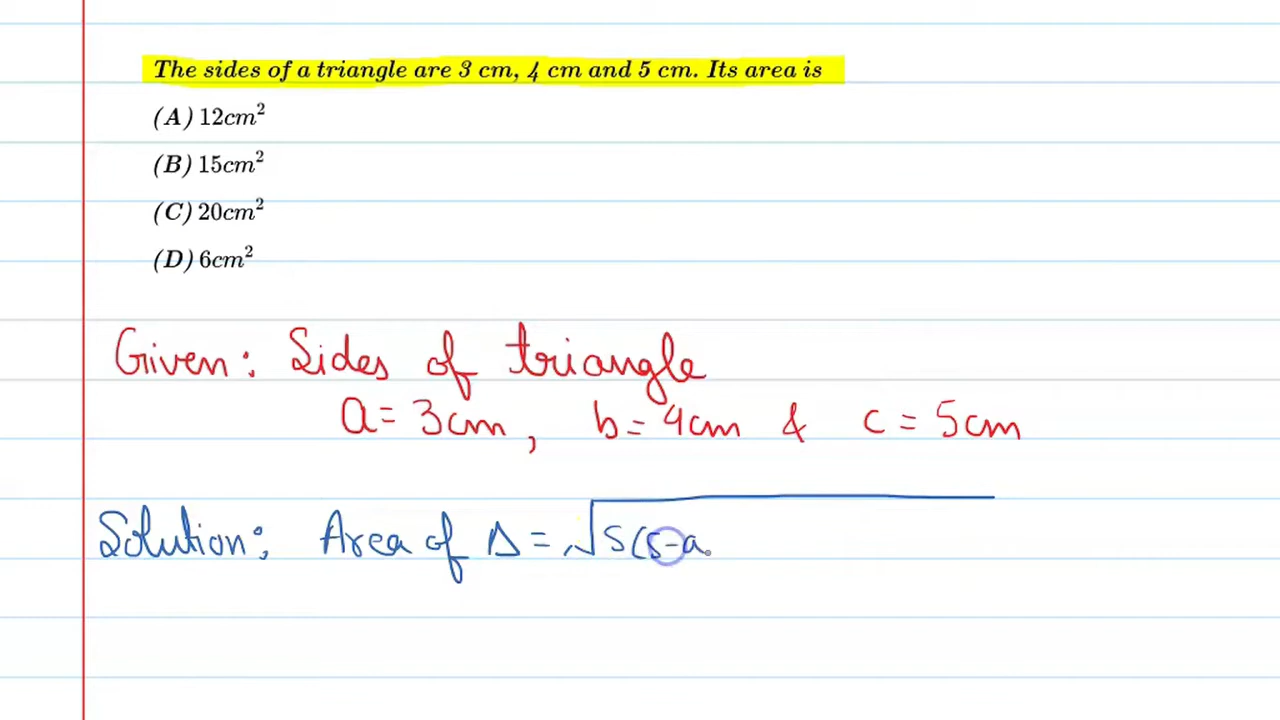 The sides of a triangle are 3 cm, 4 cm and 5 cm. Its area is
(A) 12cm²
(B) 15cm²
(C) 20cm²
(D) 6cm²
Given: Sides of triangle
a = 3cm, b = 4cm & c = 5cm
Solution: Area of Δ = √S(s-a